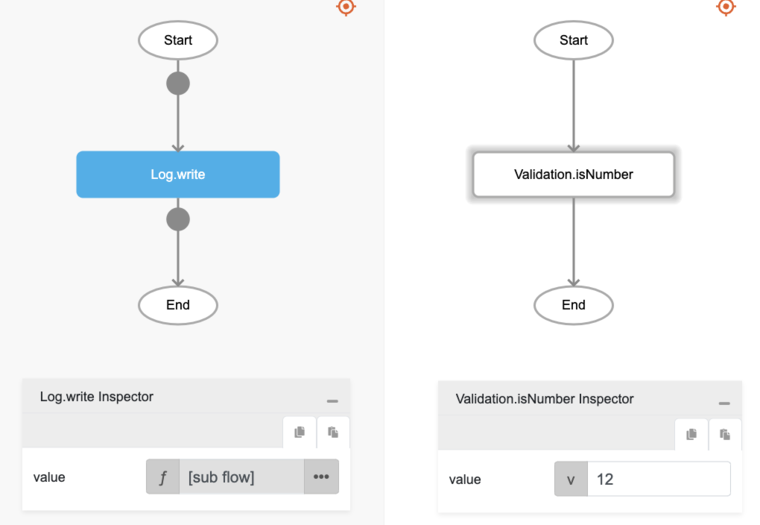 Start
Log.write
End
Log.write Inspector
value
ƒ
[sub flow]
•••
Start
Validation.isNumber
End
Validation.isNumber Inspector
value
v
12